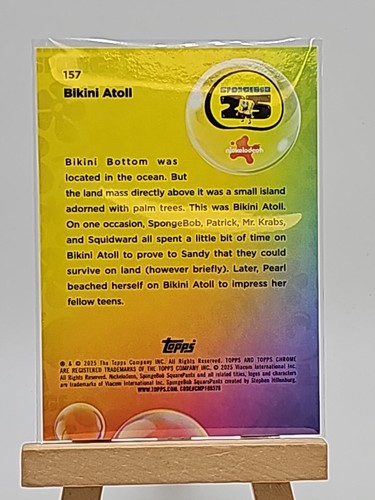 157
Bikini Atoll
SPONGEBOB
25
nickelodeon
Bikini Bottom was
located in the ocean. But
the land mass directly above it was a small island
adorned with palm trees. This was Bikini Atoll.
On one occasion, SpongeBob, Patrick, Mr. Krabs,
and Squidward all spent a little bit of time on
Bikini Atoll to prove to Sandy that they could
survive on land (however briefly). Later, Pearl
beached herself on Bikini Atoll to impress her
fellow teens.
Topps
® & © 2025 The Topps Company INC. All Rights Reserved. TOPPS AND TOPPS CHROME
ARE REGISTERED TRADEMARKS OF THE TOPPS COMPANY INC. © 2025 Viacom International Inc.
All Rights Reserved. Nickelodeon, SpongeBob SquarePants and all related titles, logos and characters
are trademarks of Viacom International Inc. SpongeBob SquarePants created by Stephen Hillenburg.
WWW.TOPPS.COM. CODE#CMP109375